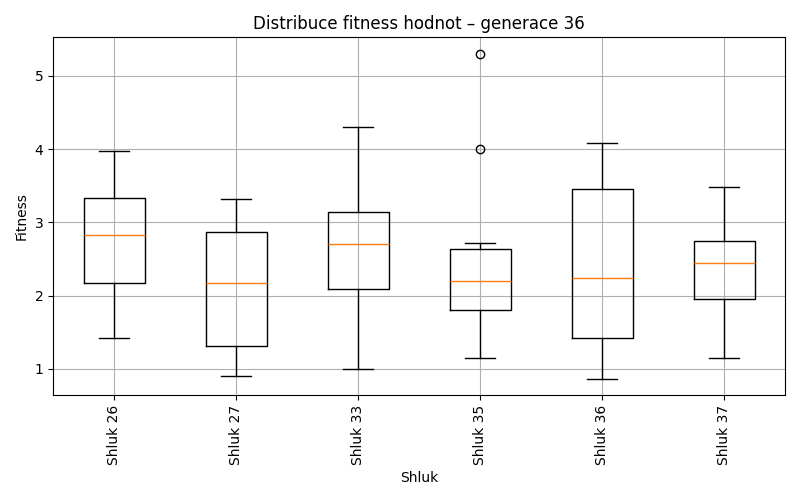 Distribuce fitness hodnot – generace 36
Fitness
5
4
3
2
1
Shluk 26
Shluk 27
Shluk 33
Shluk 35
Shluk 36
Shluk 37
Shluk